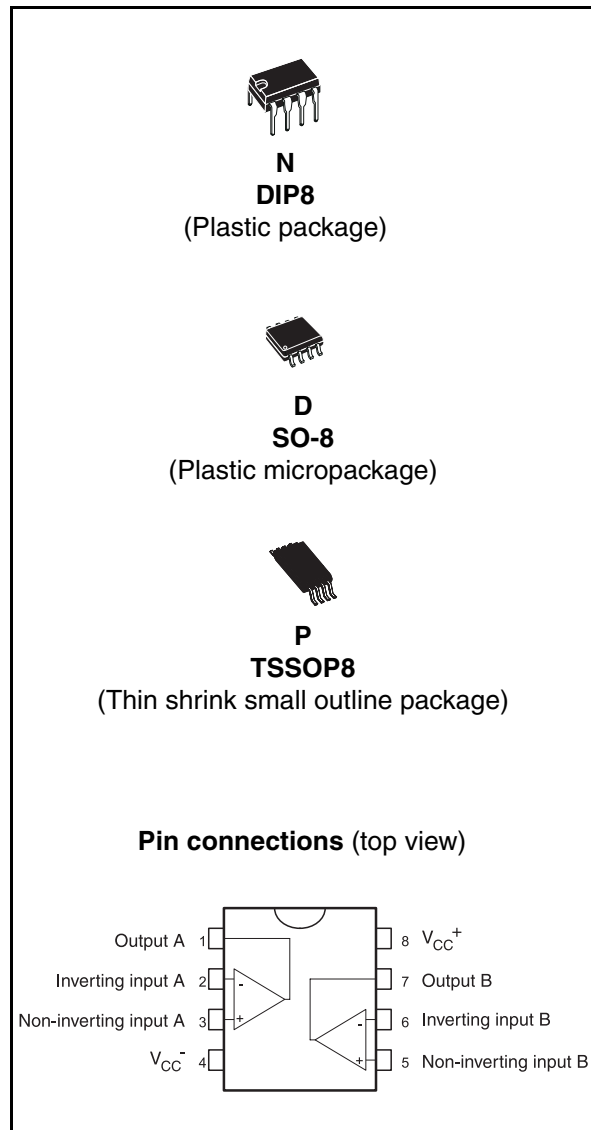 N
DIP8
(Plastic package)
D
SO-8
(Plastic micropackage)
P
TSSOP8
(Thin shrink small outline package)
Pin connections (top view)
Output A 1
8 VCC+
Inverting input A 2
-
7 Output B
Non-inverting input A 3
+
-
6 Inverting input B
VCC- 4
+
5 Non-inverting input B